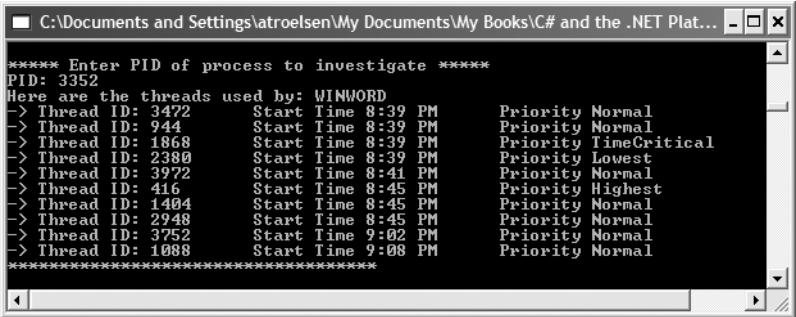 C:\Documents and Settings\atroelsen\My Documents\My Books\C# and the .NET Plat...
***** Enter PID of process to investigate *****
PID: 3352
Here are the threads used by: WINWORD
-> Thread ID: 3472 Start Time 8:39 PM Priority Normal
-> Thread ID: 944 Start Time 8:39 PM Priority Normal
-> Thread ID: 1868 Start Time 8:39 PM Priority TimeCritical
-> Thread ID: 2380 Start Time 8:39 PM Priority Lowest
-> Thread ID: 3972 Start Time 8:41 PM Priority Normal
-> Thread ID: 416 Start Time 8:45 PM Priority Highest
-> Thread ID: 1404 Start Time 8:45 PM Priority Normal
-> Thread ID: 2948 Start Time 8:45 PM Priority Normal
-> Thread ID: 3752 Start Time 9:02 PM Priority Normal
-> Thread ID: 1088 Start Time 9:08 PM Priority Normal
************************************